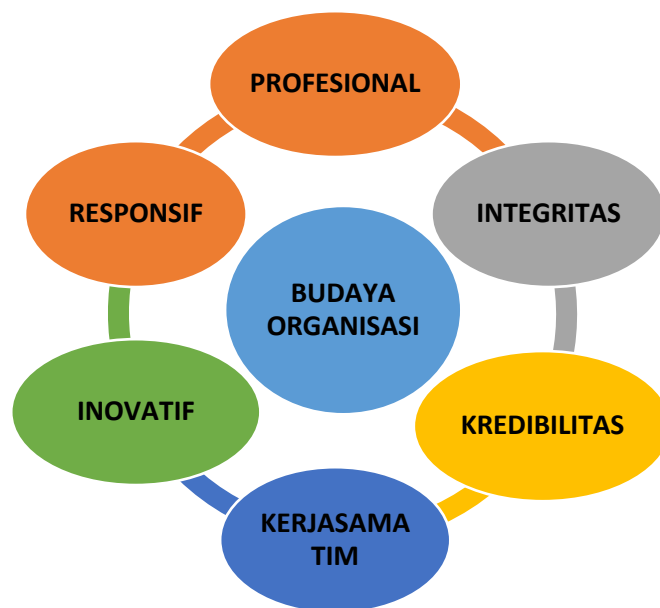 PROFESIONAL
RESPONSIF
INTEGRITAS
BUDAYA
ORGANISASI
INOVATIF
KREDIBILITAS
KERJASAMA
TIM